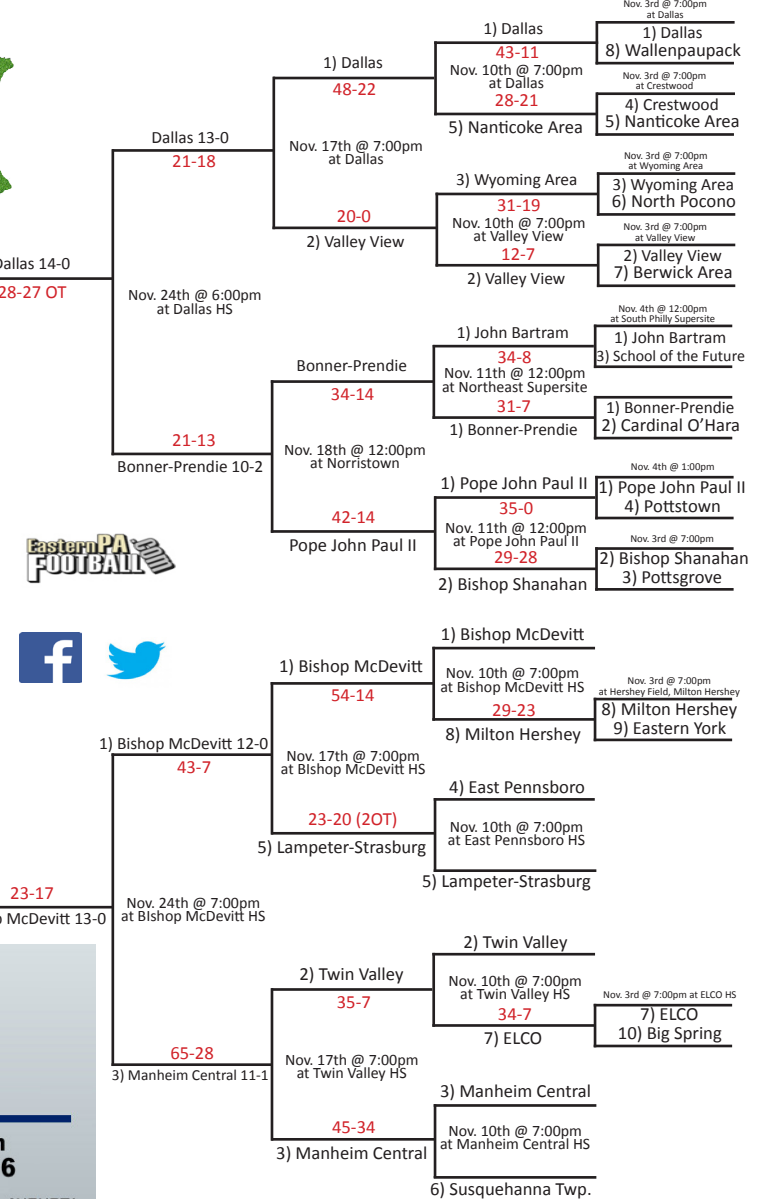 Nov. 3rd @ 7:00pm
at Dallas
1) Dallas
8) Wallenpaupack
1) Dallas
43-11
Nov. 10th @ 7:00pm
at Dallas
28-21
5) Nanticoke Area
Nov. 3rd @ 7:00pm
at Crestwood
4) Crestwood
5) Nanticoke Area
1) Dallas
48-22
Nov. 17th @ 7:00pm
at Dallas
20-0
2) Valley View
Nov. 3rd @ 7:00pm
at Wyoming Area
3) Wyoming Area
6) North Pocono
3) Wyoming Area
31-19
Nov. 10th @ 7:00pm
at Valley View
12-7
2) Valley View
Nov. 3rd @ 7:00pm
at Valley View
2) Valley View
7) Berwick Area
Dallas 13-0
21-18
Nov. 24th @ 6:00pm
at Dallas HS
21-13
Bonner-Prendie 10-2
Dallas 14-0
28-27 OT
Nov. 4th @ 12:00pm
at South Philly Supersite
1) John Bartram
3) School of the Future
1) John Bartram
34-8
Nov. 11th @ 12:00pm
at Northeast Supersite
31-7
1) Bonner-Prendie
1) Bonner-Prendie
2) Cardinal O’Hara
Bonner-Prendie
34-14
Nov. 18th @ 12:00pm
at Norristown
42-14
Pope John Paul II
Nov. 4th @ 1:00pm
1) Pope John Paul II
4) Pottstown
1) Pope John Paul II
35-0
Nov. 11th @ 12:00pm
at Pope John Paul II
29-28
2) Bishop Shanahan
Nov. 3rd @ 7:00pm
2) Bishop Shanahan
3) Pottsgrove
EasternPA
FOOTBALL
.com
f
1) Bishop McDevitt
Nov. 10th @ 7:00pm
at Bishop McDevitt HS
29-23
8) Milton Hershey
Nov. 3rd @ 7:00pm
at Hershey Field, Milton Hershey
8) Milton Hershey
9) Eastern York
1) Bishop McDevitt
54-14
Nov. 17th @ 7:00pm
at BIshop McDevitt HS
23-20 (2OT)
5) Lampeter-Strasburg
4) East Pennsboro
Nov. 10th @ 7:00pm
at East Pennsboro HS
5) Lampeter-Strasburg
1) Bishop McDevitt 12-0
43-7
Nov. 24th @ 7:00pm
at BIshop McDevitt HS
65-28
3) Manheim Central 11-1
23-17
McDevitt 13-0
2) Twin Valley
Nov. 10th @ 7:00pm
at Twin Valley HS
34-7
7) ELCO
Nov. 3rd @ 7:00pm at ELCO HS
7) ELCO
10) Big Spring
2) Twin Valley
35-7
Nov. 17th @ 7:00pm
at Twin Valley HS
45-34
3) Manheim Central
3) Manheim Central
Nov. 10th @ 7:00pm
at Manheim Central HS
6) Susquehanna Twp.
6